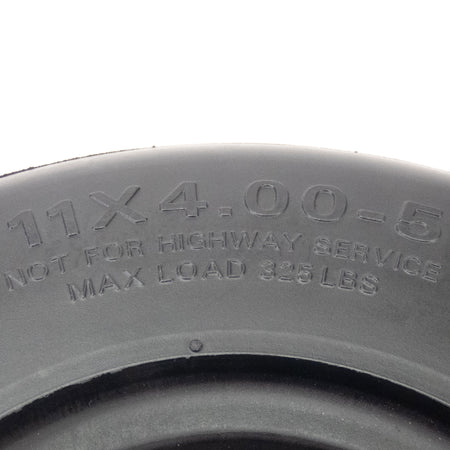 11X4.00-5
NOT FOR HIGHWAY SERVICE
MAX LOAD 325 LBS